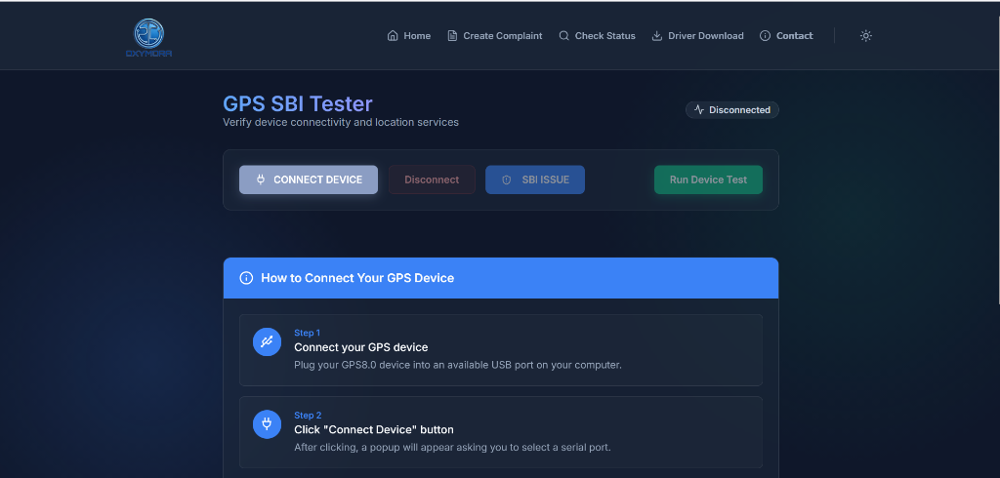 OXYMORA
Home
Create Complaint
Check Status
Driver Download
Contact
GPS SBI Tester
Verify device connectivity and location services
Disconnected
CONNECT DEVICE
Disconnect
SBI ISSUE
Run Device Test
How to Connect Your GPS Device
Step 1
Connect your GPS device
Plug your GPS8.0 device into an available USB port on your computer.
Step 2
Click "Connect Device" button
After clicking, a popup will appear asking you to select a serial port.